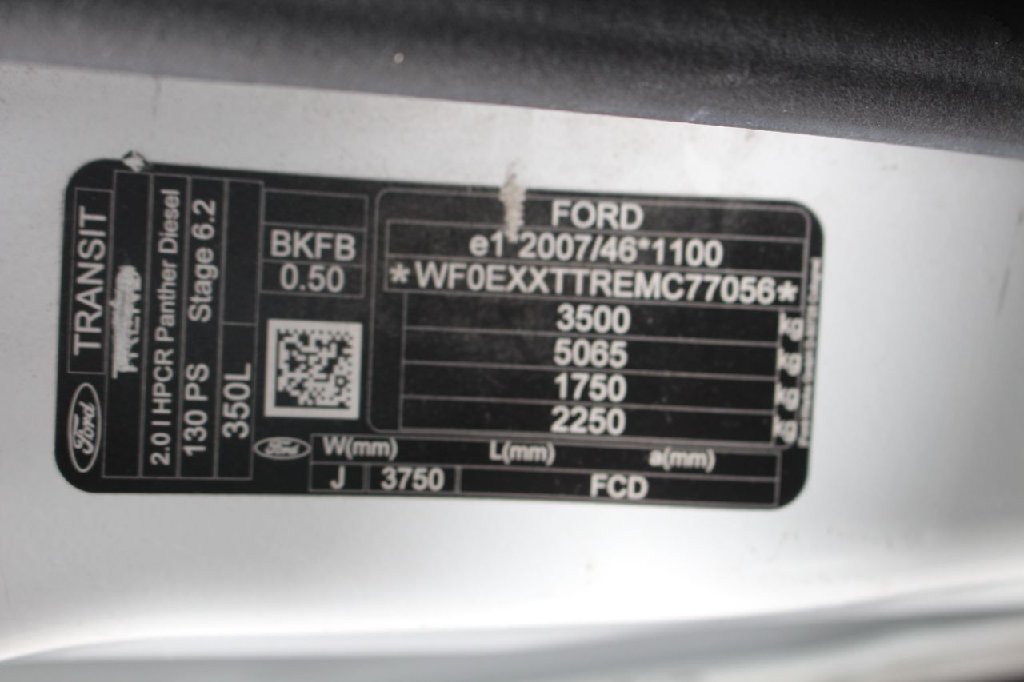 FORD
e1*2007/46*1100
*WF0EXXTTREMC77056*
3500 kg
5065 kg
1750 kg
2250 kg
BKFB
0.50
TRANSIT
2.0 l HPCR Panther Diesel
130 PS Stage 6.2
350L
Ford
Ford
W(mm) L(mm) a(mm)
J 3750 FCD